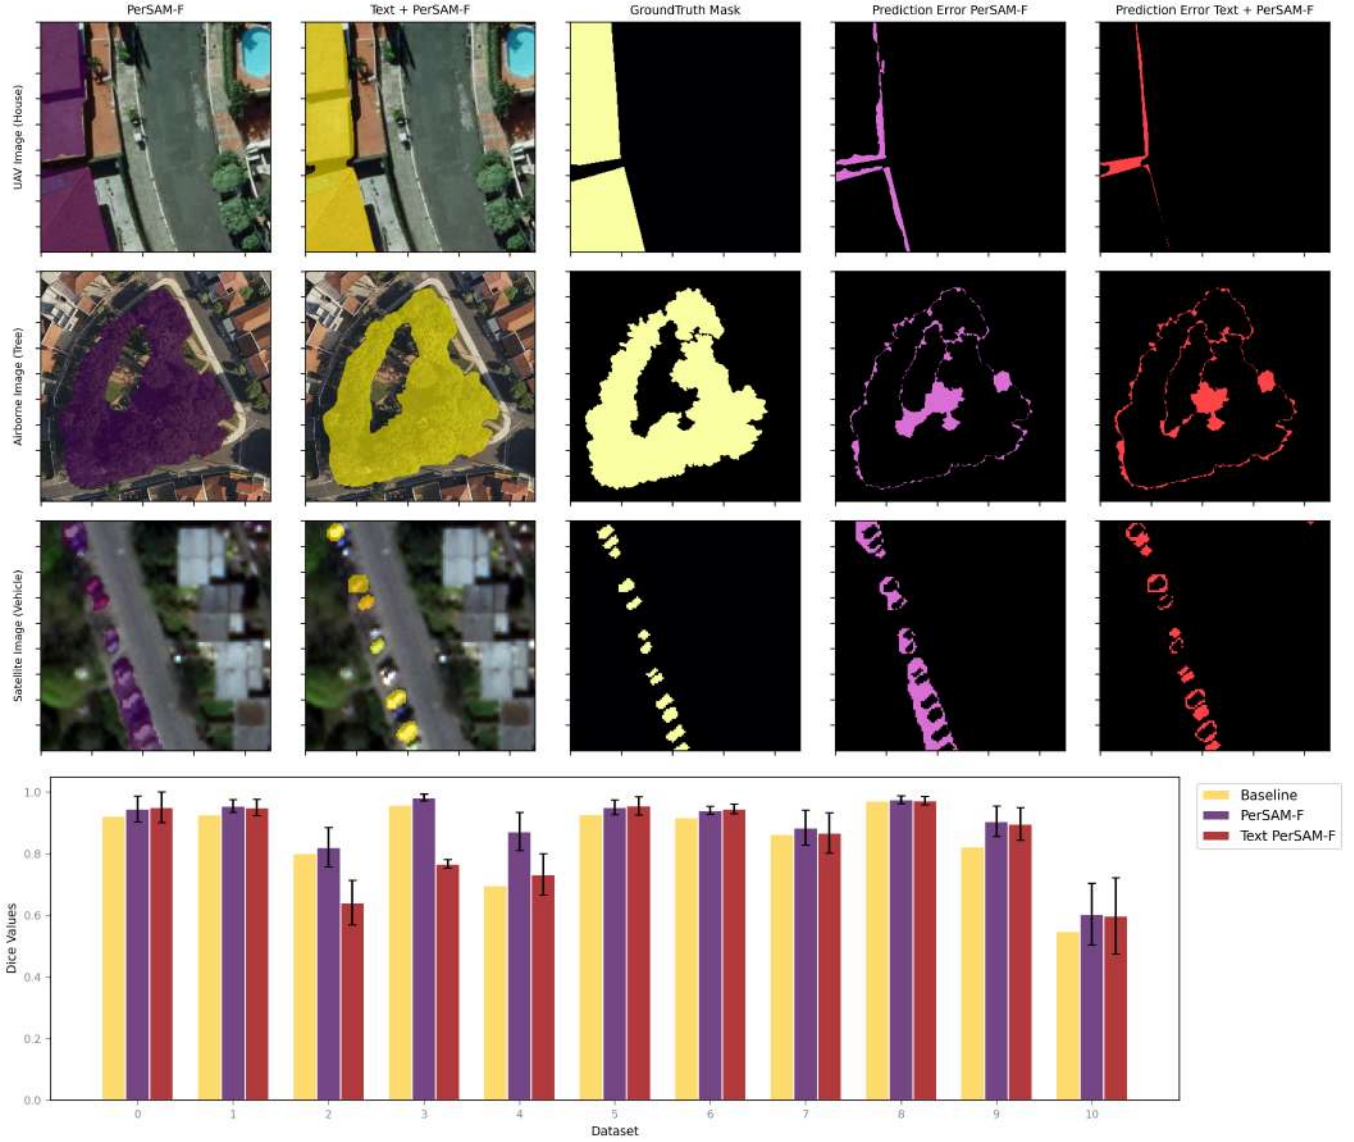 PerSAM-F
Text + PerSAM-F
GroundTruth Mask
Prediction Error PerSAM-F
Prediction Error Text + PerSAM-F
UAV Image (House)
Airborne Image (Tree)
Satellite Image (Vehicle)
1.0
0.8
0.6
0.4
0.2
0.0
Dice Values
0 1 2 3 4 5 6 7 8 9 10
Dataset
Baseline
PerSAM-F
Text PerSAM-F